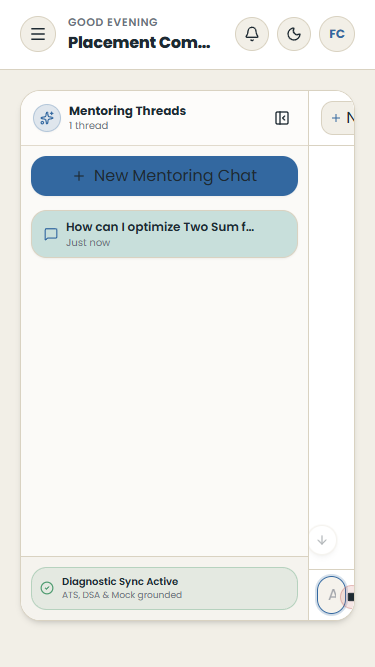 GOOD EVENING
Placement Com...
FC
Mentoring Threads
1 thread
+ N
+ New Mentoring Chat
How can I optimize Two Sum f...
Just now
Diagnostic Sync Active
ATS, DSA & Mock grounded
A